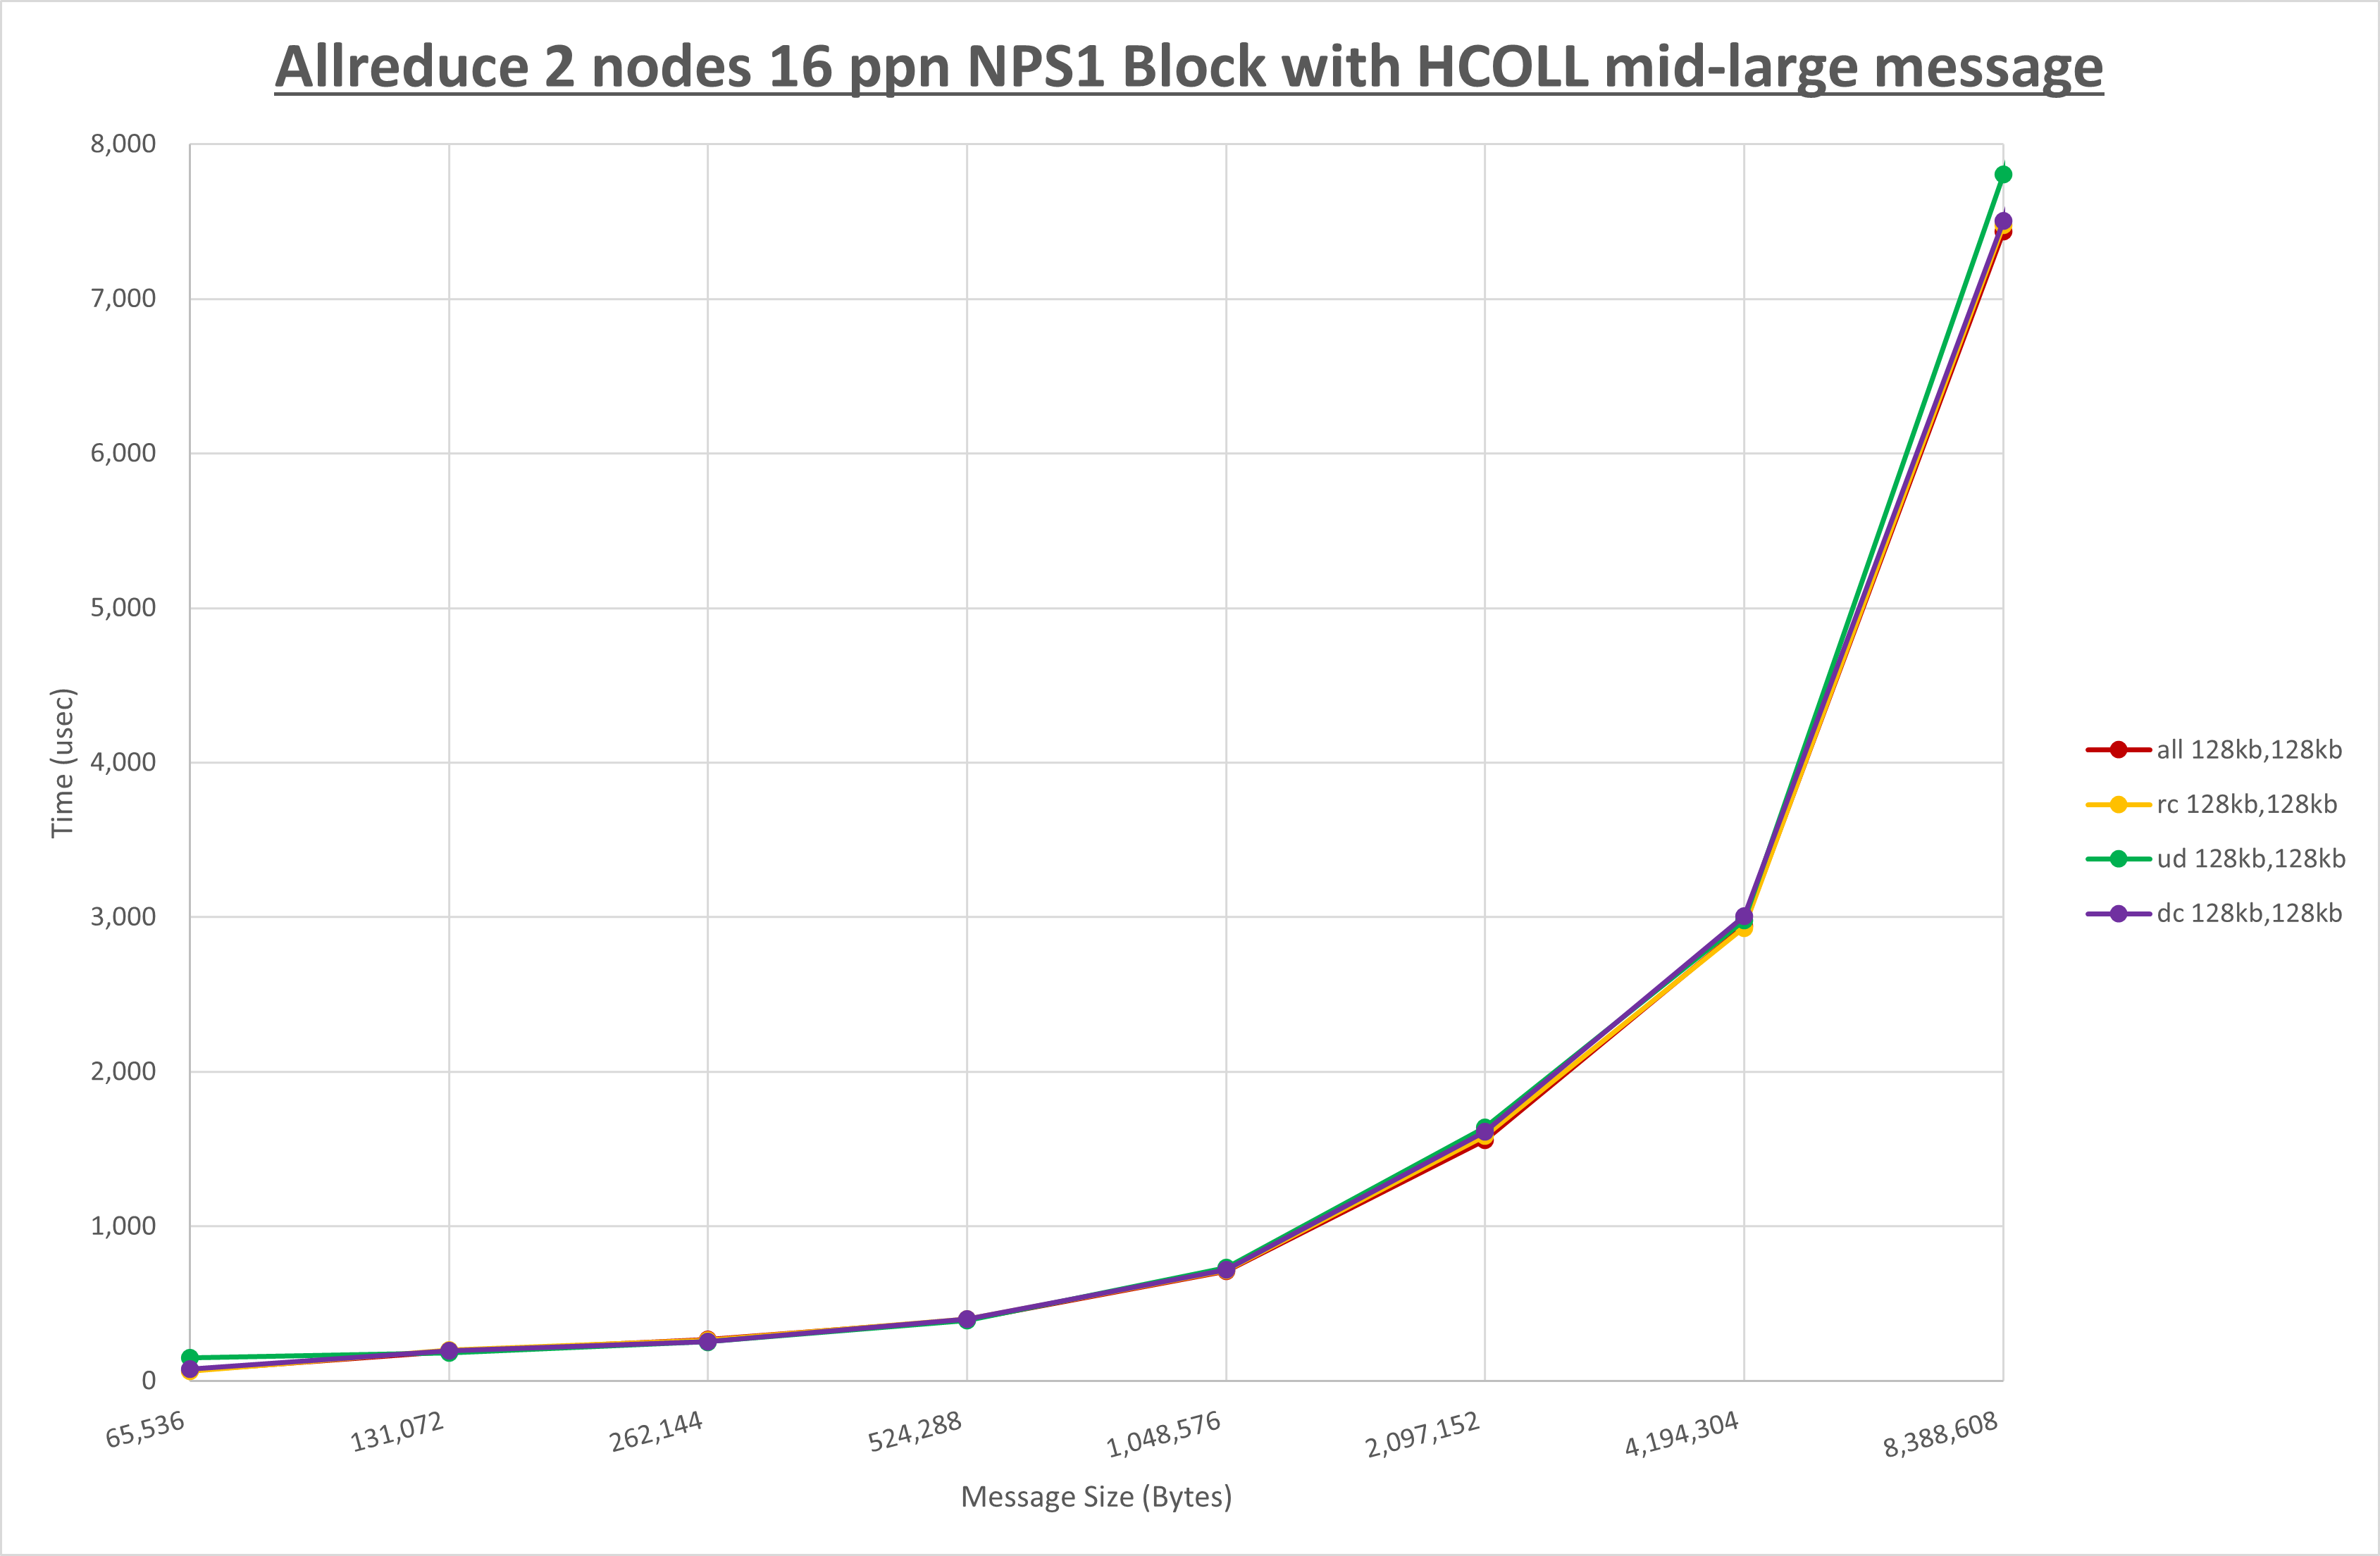 Allreduce 2 nodes 16 ppn NPS1 Block with HCOLL mid-large message
8,000
7,000
6,000
5,000
4,000
3,000
2,000
1,000
0
Time (usec)
65,536
131,072
262,144
524,288
1,048,576
2,097,152
4,194,304
8,388,608
Message Size (Bytes)
all 128kb,128kb
rc 128kb,128kb
ud 128kb,128kb
dc 128kb,128kb